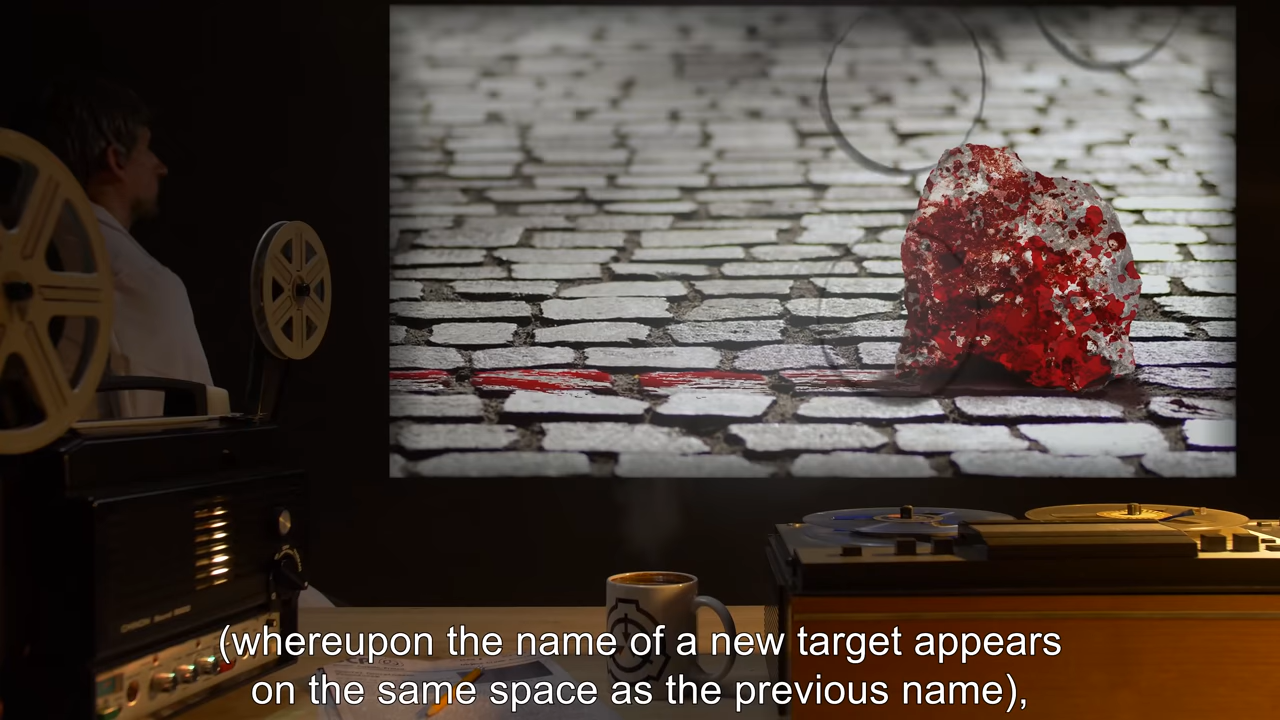 (whereupon the name of a new target appears
on the same space as the previous name),